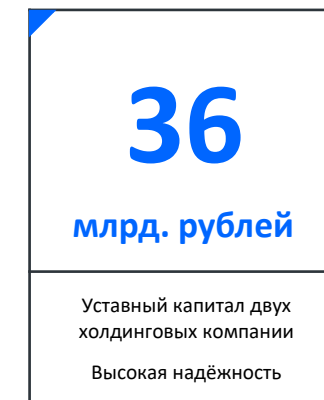 36
млрд. рублей
Уставный капитал двух
холдинговых компании
Высокая надёжность